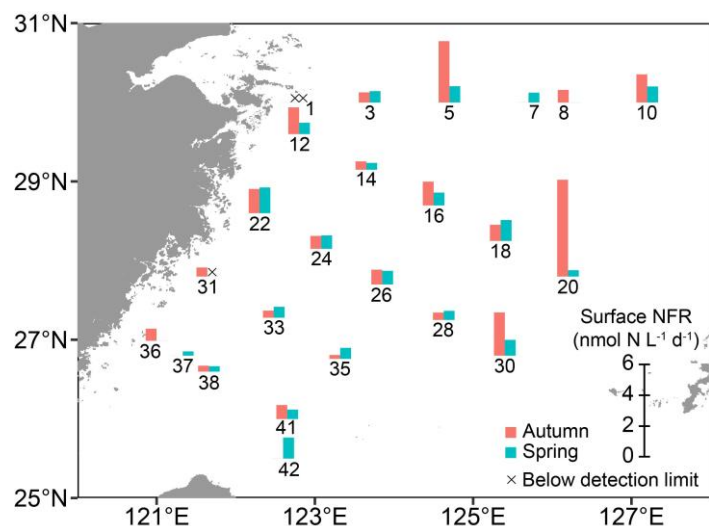 31°N
29°N
27°N
25°N
××1
3
5
7
8
10
12
14
16
18
20
22
24
26
28
30
31 ×
33
35
36
37
38
41
42
Surface NFR
(nmol N L⁻¹ d⁻¹)
6
4
2
0
Autumn
Spring
× Below detection limit
121°E
123°E
125°E
127°E